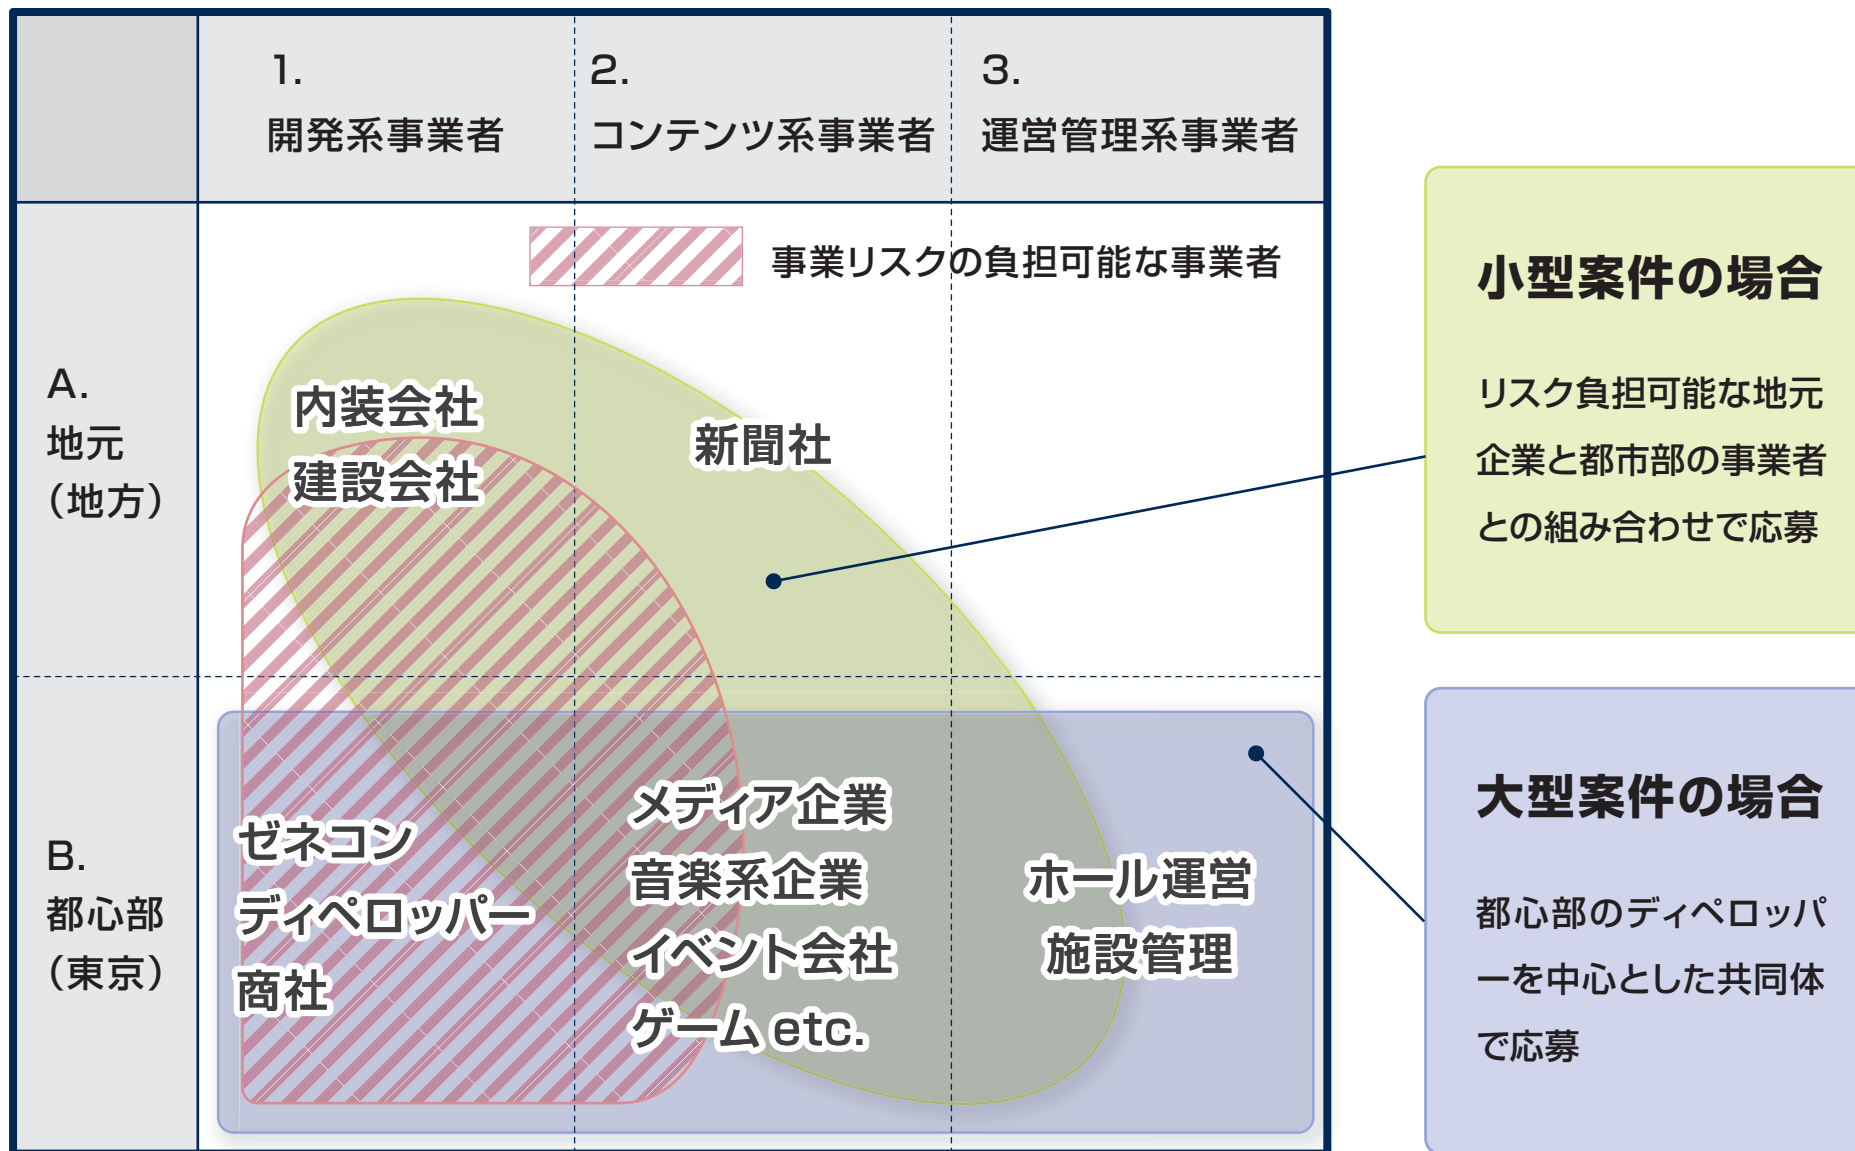 1.
開発系事業者
2.
コンテンツ系事業者
3.
運営管理系事業者
事業リスクの負担可能な事業者
A.
地元
（地方）
内装会社
建設会社
新聞社
B.
都心部
（東京）
ゼネコン
ディペロッパー
商社
メディア企業
音楽系企業
イベント会社
ゲーム etc.
ホール運営
施設管理
小型案件の場合
リスク負担可能な地元
企業と都市部の事業者
との組み合わせで応募
大型案件の場合
都心部のディペロッパ
ーを中心とした共同体
で応募